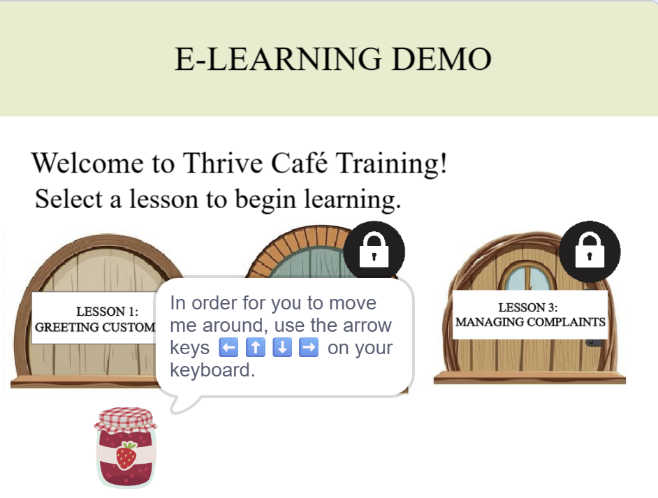 E-LEARNING DEMO
Welcome to Thrive Café Training!
Select a lesson to begin learning.
LESSON 1:
GREETING CUSTOM
In order for you to move
me around, use the arrow
keys ⬅️ ⬆️ ⬇️ ➡️ on your
keyboard.
LESSON 3:
MANAGING COMPLAINTS